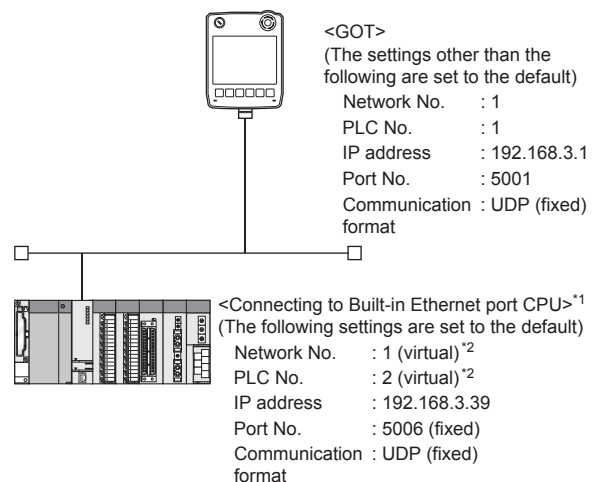 <GOT>
(The settings other than the
following are set to the default)
Network No. : 1
PLC No. : 1
IP address : 192.168.3.1
Port No. : 5001
Communication : UDP (fixed)
format
<Connecting to Built-in Ethernet port CPU>*1
(The following settings are set to the default)
Network No. : 1 (virtual)*2
PLC No. : 2 (virtual)*2
IP address : 192.168.3.39
Port No. : 5006 (fixed)
Communication : UDP (fixed)
format